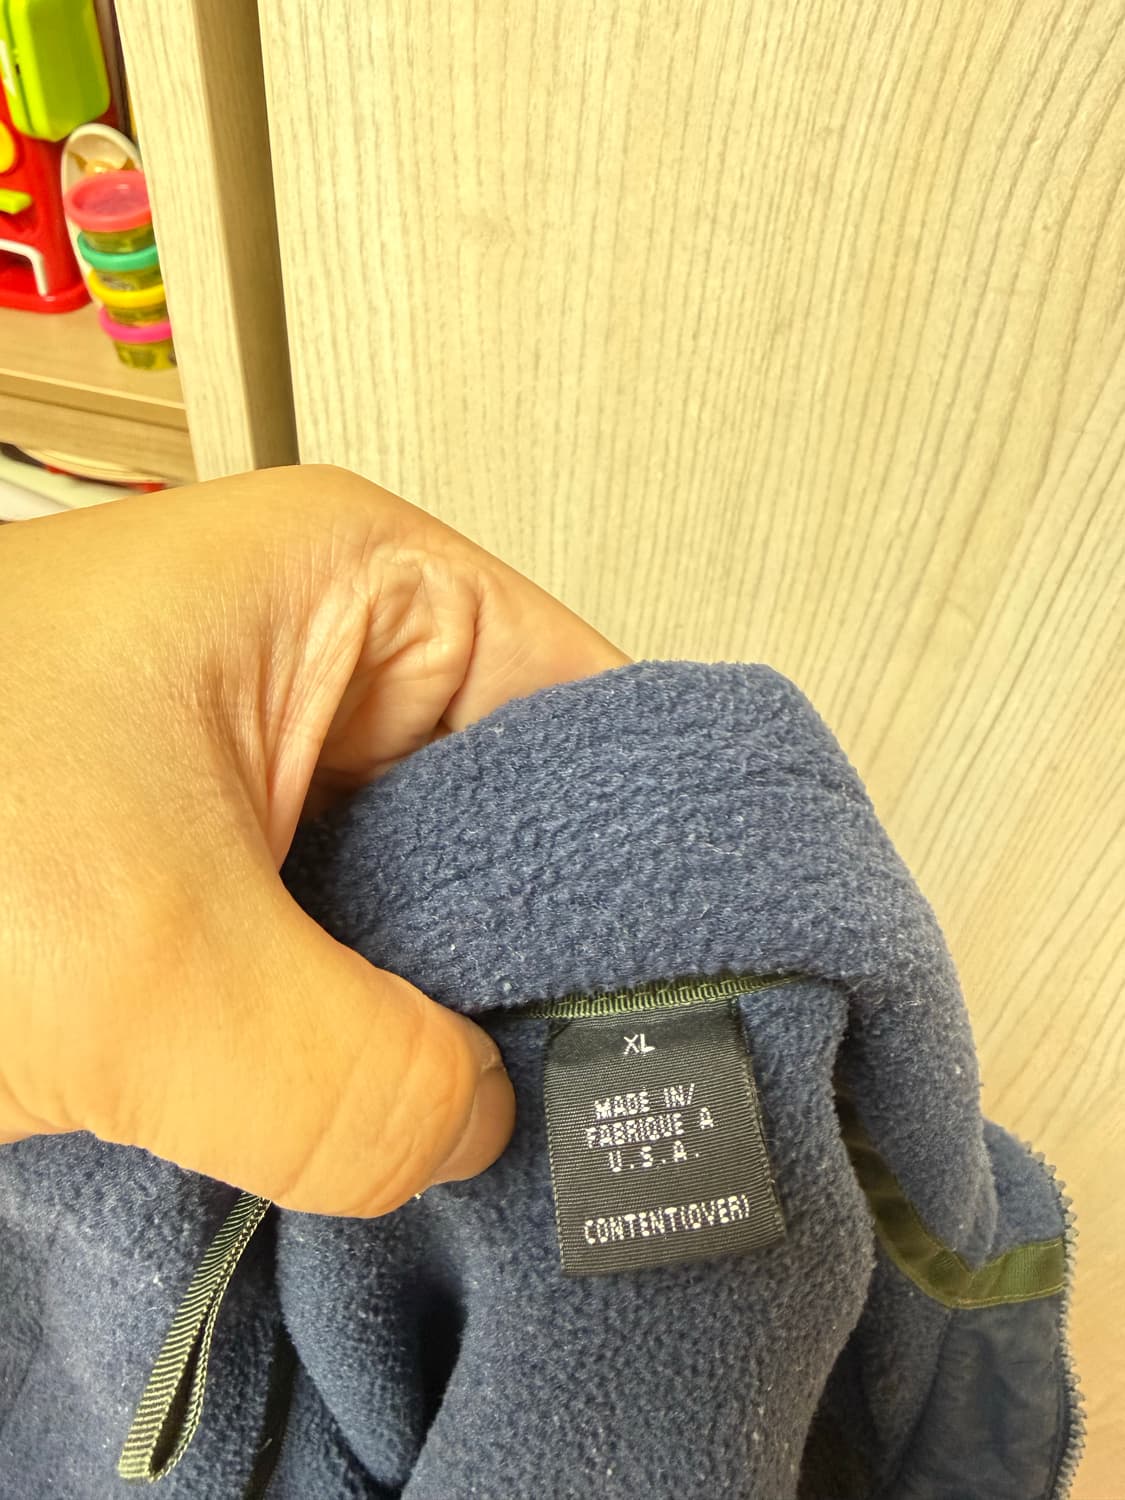 XL
MADE IN/
FABRIQUE A
U.S.A.
CONTENT(OVER)